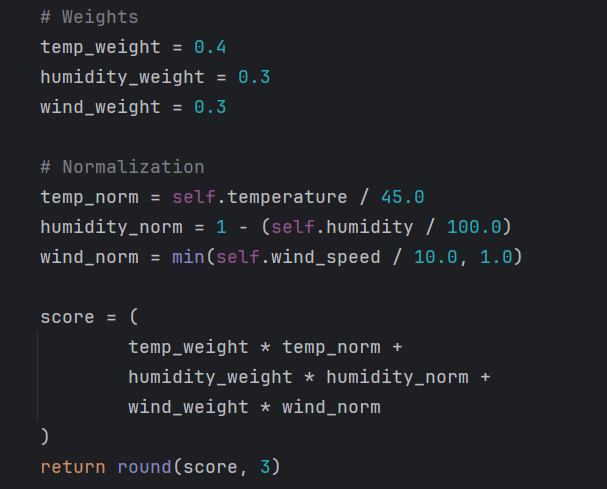 # Weights
temp_weight = 0.4
humidity_weight = 0.3
wind_weight = 0.3
# Normalization
temp_norm = self.temperature / 45.0
humidity_norm = 1 - (self.humidity / 100.0)
wind_norm = min(self.wind_speed / 10.0, 1.0)
score = (
temp_weight * temp_norm +
humidity_weight * humidity_norm +
wind_weight * wind_norm
)
return round(score, 3)